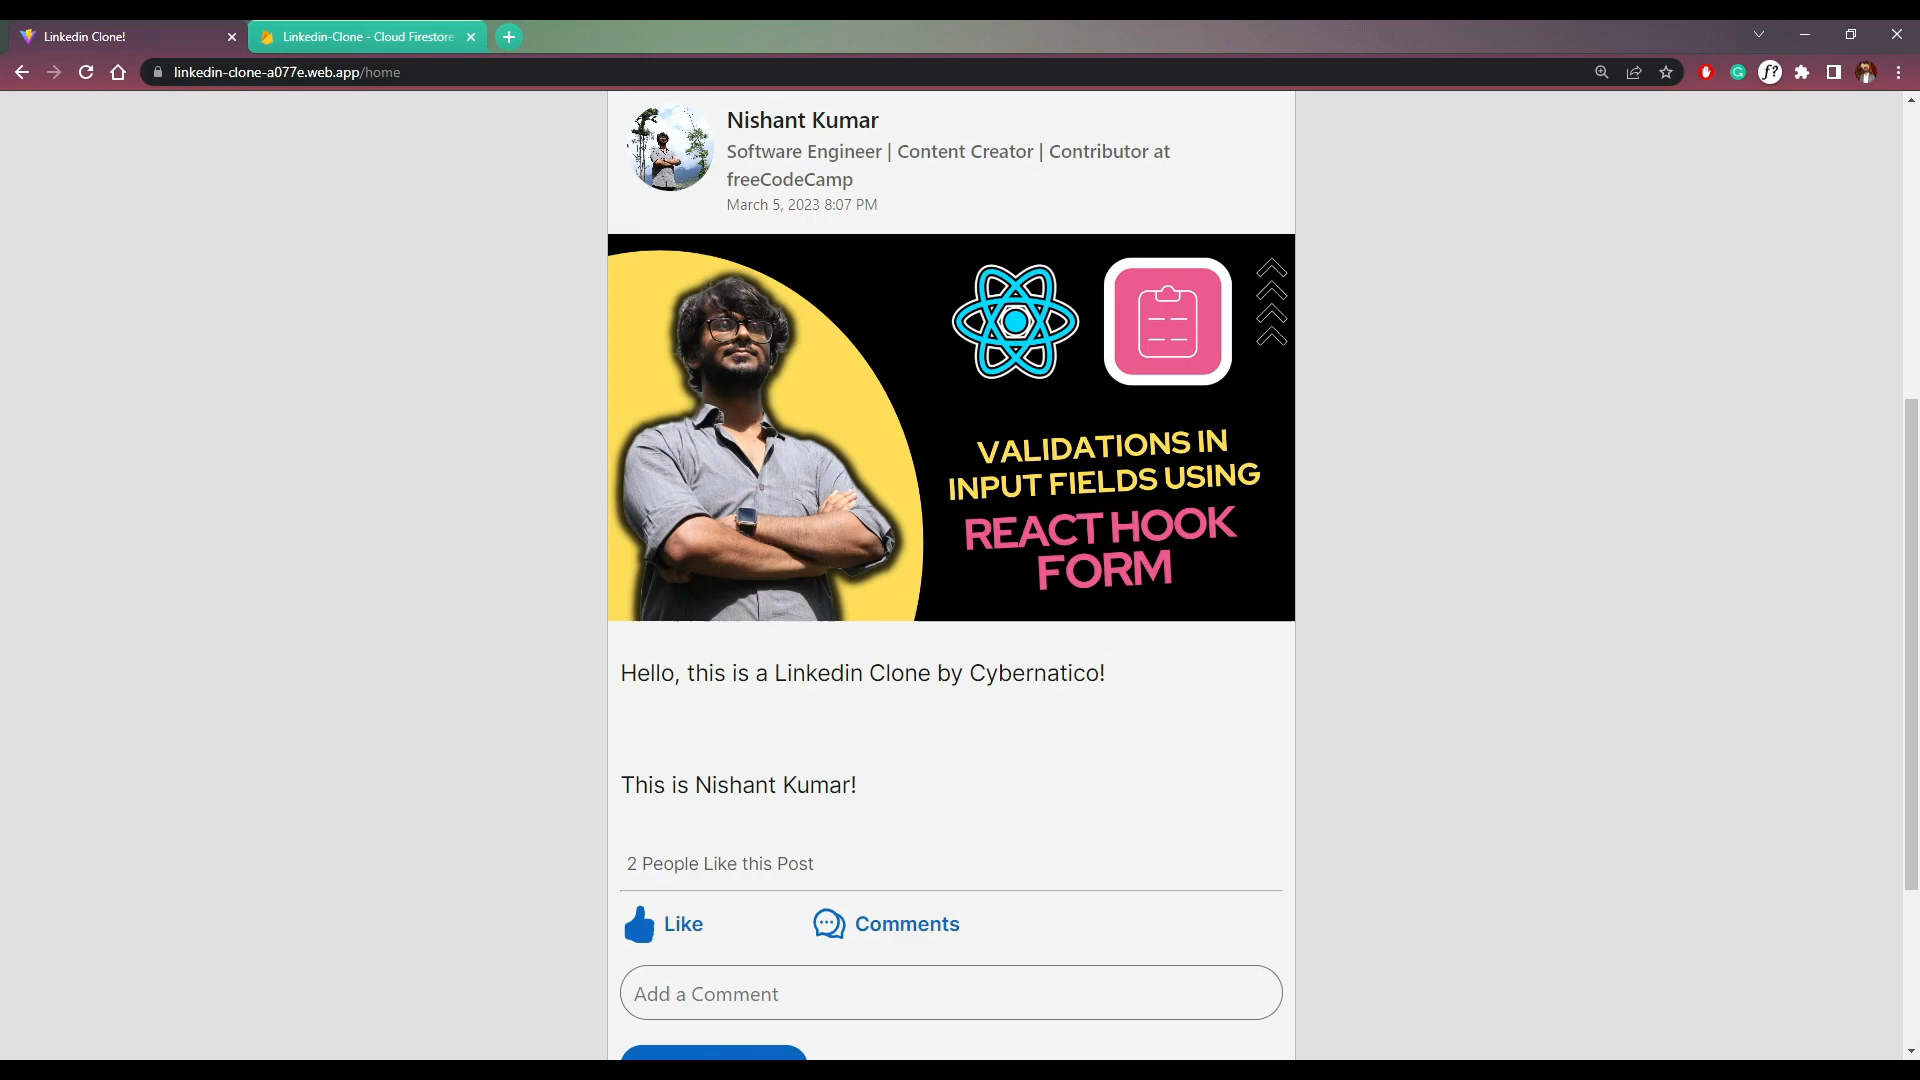 Linkedin Clone!
Linkedin-Clone - Cloud Firestore
linkedin-clone-a077e.web.app/home
f?
Nishant Kumar
Software Engineer | Content Creator | Contributor at
freeCodeCamp
March 5, 2023 8:07 PM
VALIDATIONS IN
INPUT FIELDS USING
REACT HOOK
FORM
Hello, this is a Linkedin Clone by Cybernatico!
This is Nishant Kumar!
2 People Like this Post
Like
Comments
Add a Comment